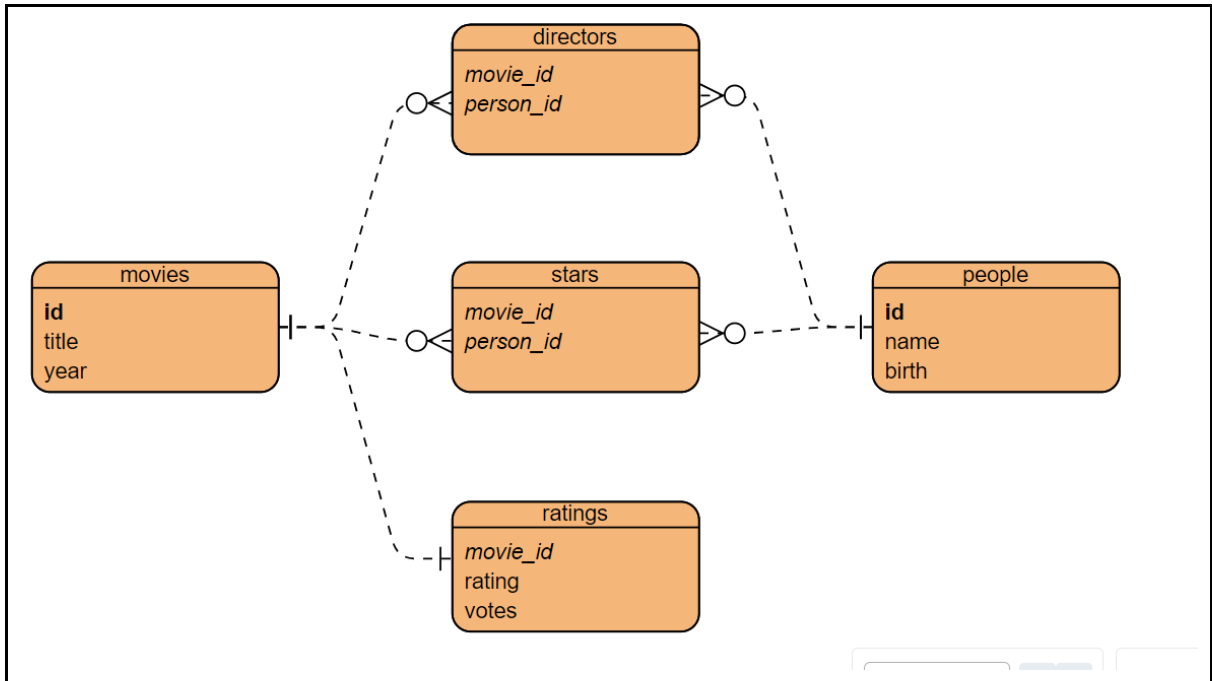 directors
movie_id
person_id
movies
id
title
year
stars
movie_id
person_id
people
id
name
birth
ratings
movie_id
rating
votes